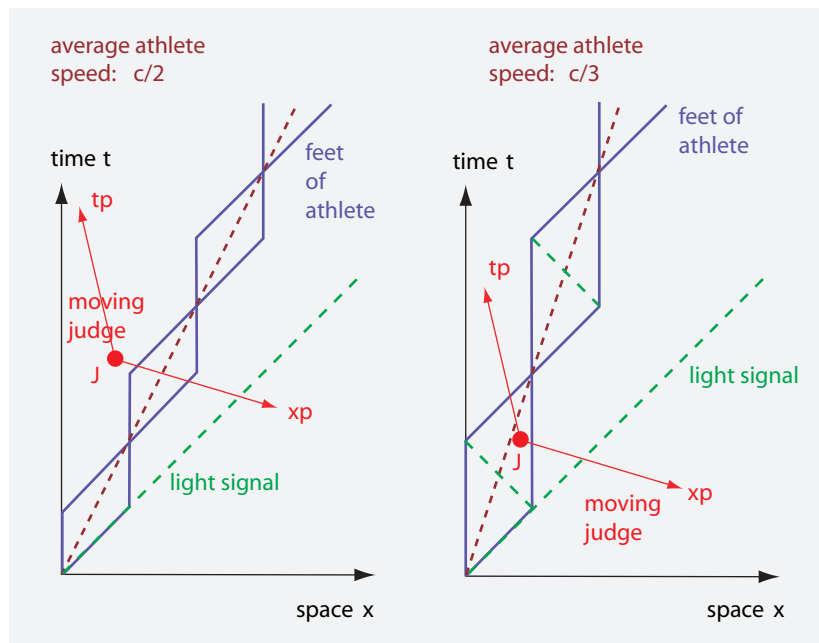 average athlete
speed: c/2
time t
tp
feet
of
athlete
moving
judge
J
xp
light signal
space x
average athlete
speed: c/3
feet of
athlete
time t
tp
light signal
J
xp
moving
judge
space x